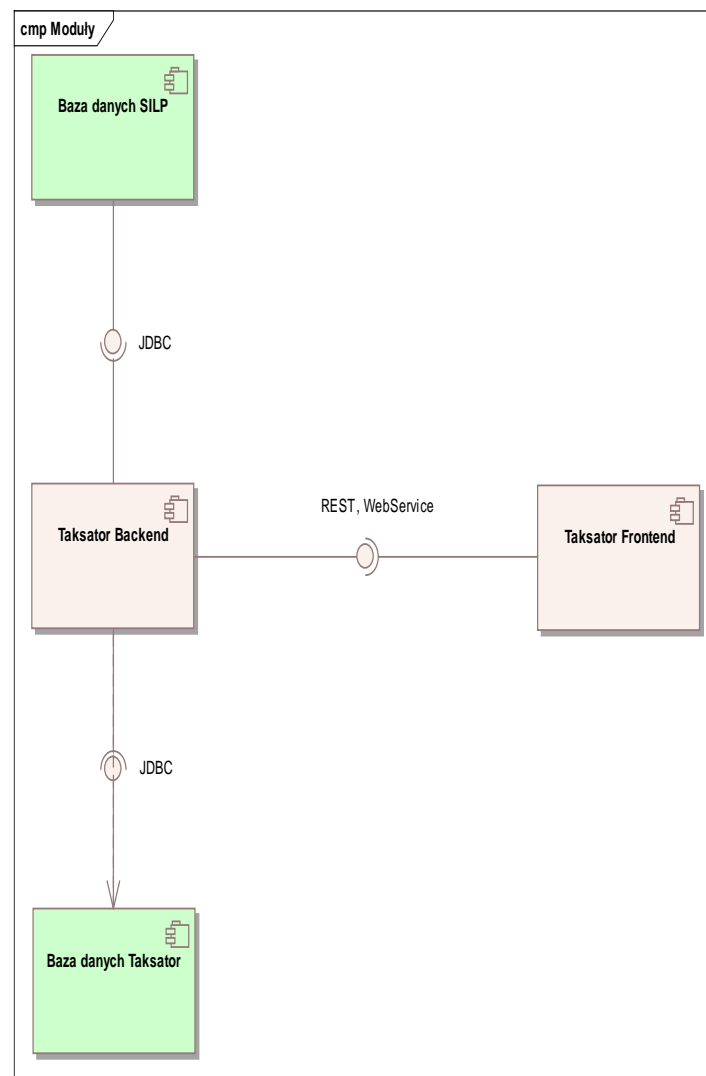 cmp Moduły
Baza danych SILP
JDBC
REST, WebService
Taksator Backend
Taksator Frontend
JDBC
Baza danych Taksator